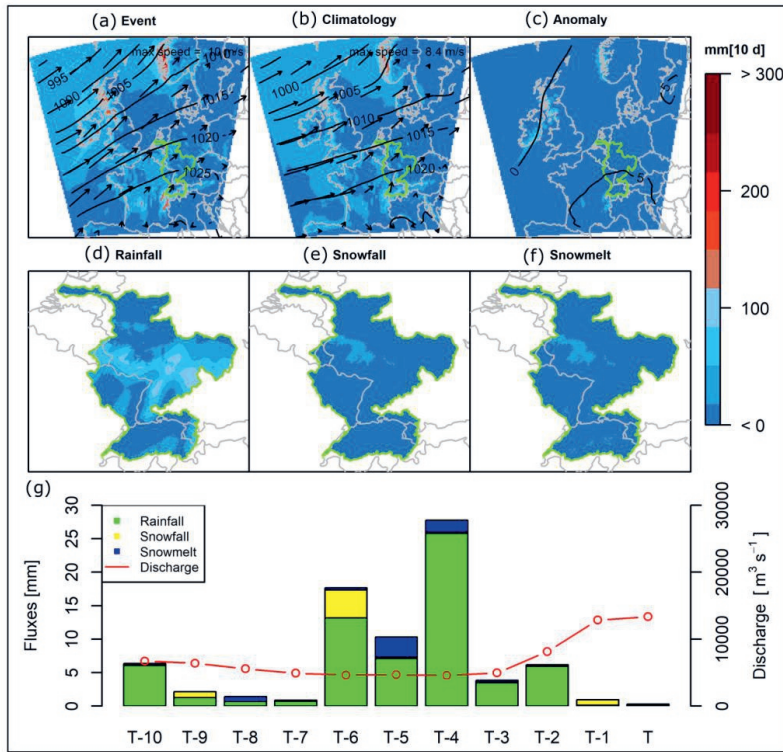 (a) Event
(b) Climatology
(c) Anomaly
max speed = 10 m/s
max speed = 8.4 m/s
mm[10 d]
995
1000
1005
1010
1015
1020
1025
1000
1005
1010
1015
1020
0
5
5
> 300
200
100
< 0
(d) Rainfall
(e) Snowfall
(f) Snowmelt
(g)
Fluxes [mm]
30
25
20
15
10
5
0
Rainfall
Snowfall
Snowmelt
Discharge
30000
20000
10000
0
Discharge [m³ s⁻¹]
T-10 T-9 T-8 T-7 T-6 T-5 T-4 T-3 T-2 T-1 T